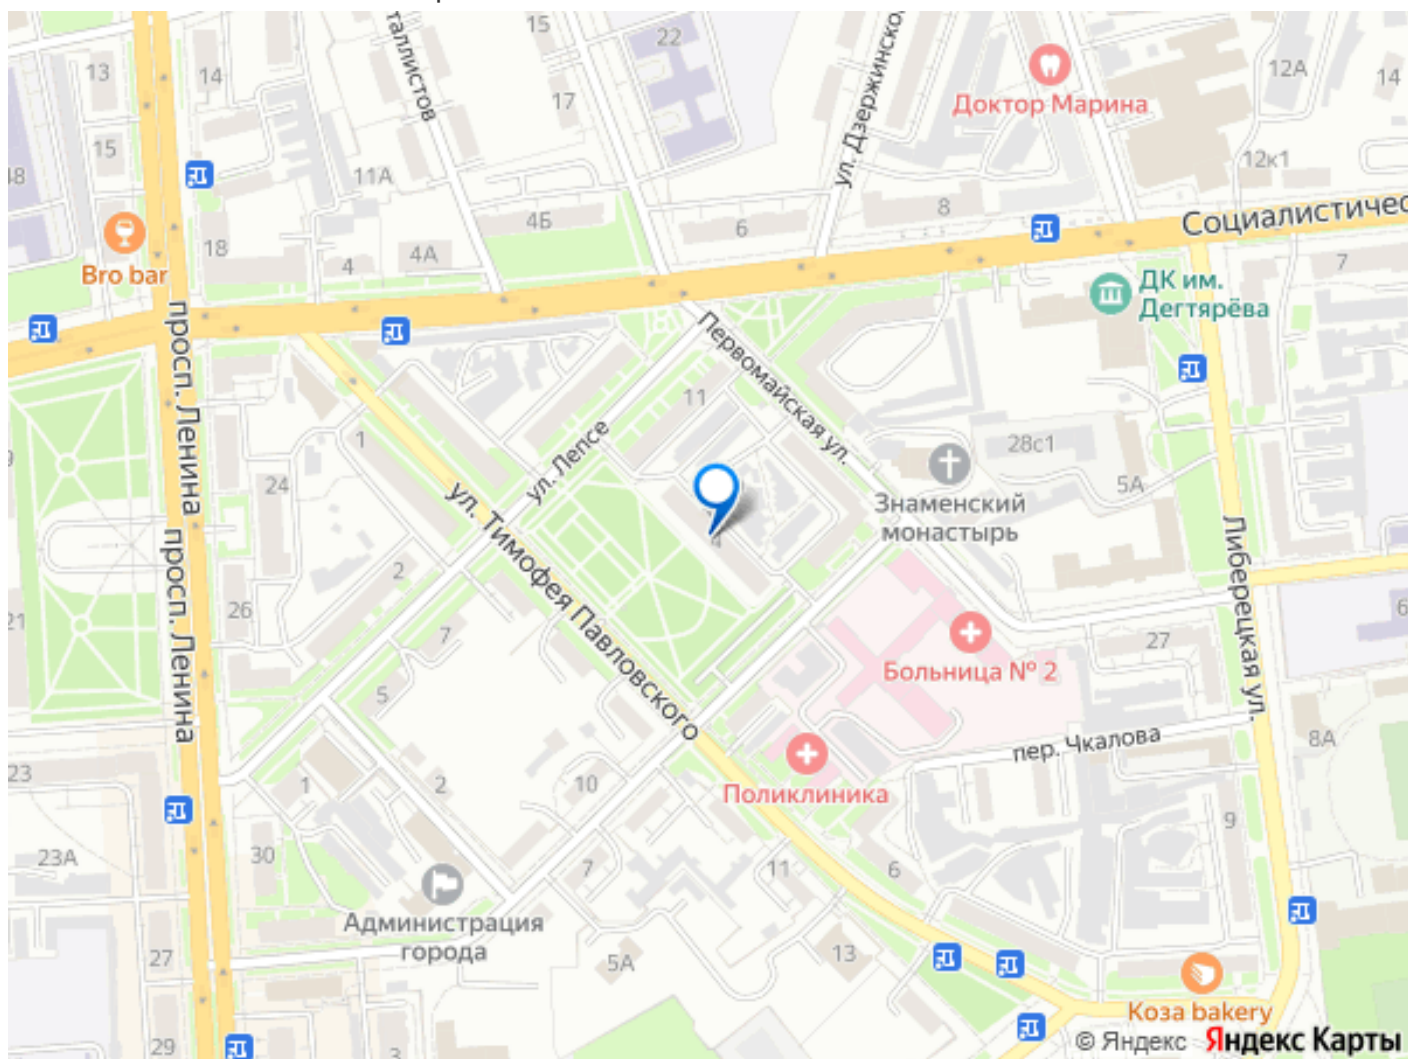 таллистов
15
22
ул. Дзержинског
13
14
17
12А
14
Доктор Марина
15
48
11А
12к1
4Б
6
8
Социалистичес
18
4
4А
Bro bar
7
ДК им.
Дегтярёва
просп. Ленина
Первомайская ул.
11
1
ул. Лепсе
28с1
24
5А
ул. Тимофея Павловского
Знаменский
монастырь
4
Либерецкая ул.
просп. Ленина
2
26
21
7
6
27
Больница № 2
5
пер. Чкалова
8А
23
1
2
10
Поликлиника
9
23А
30
7
11
6
Администрация
города
27
5А
13
Коза bakery
29
3
© Яндекс Яндекс Карты